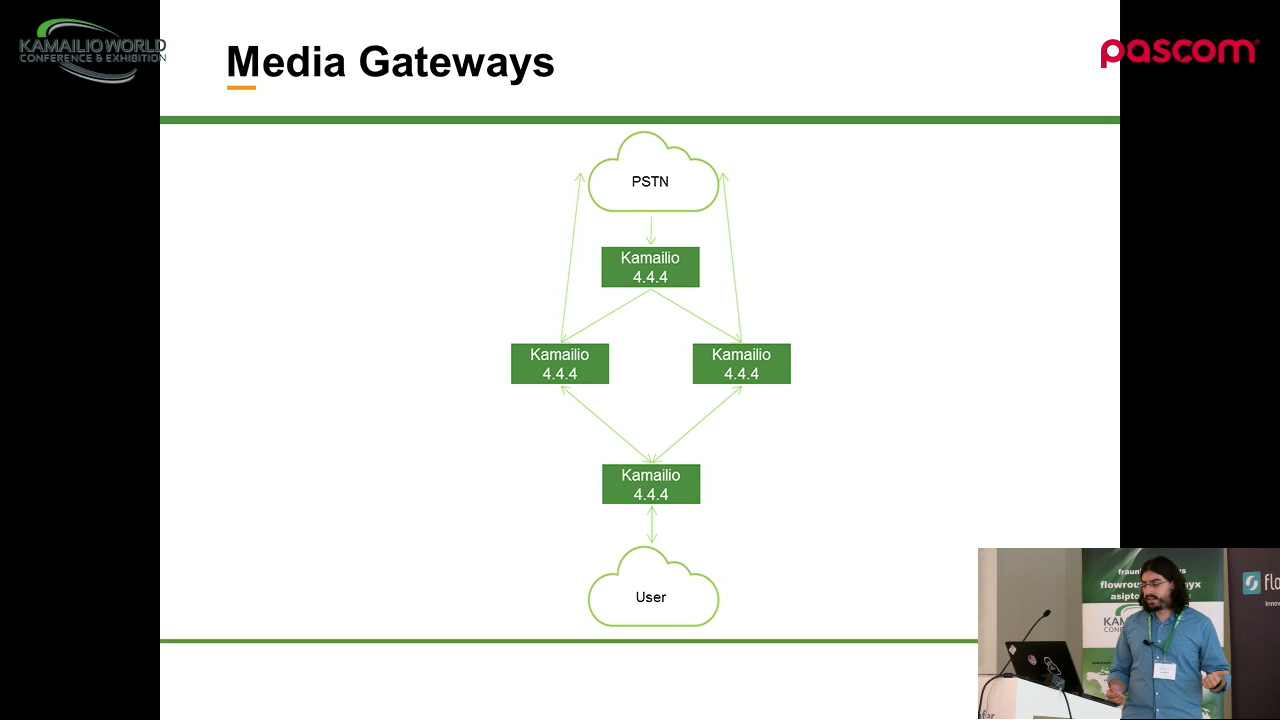 KAMAILIO WORLD
CONFERENCE & EXHIBITION
Media Gateways
pascom
PSTN
Kamailio
4.4.4
Kamailio
4.4.4
Kamailio
4.4.4
Kamailio
4.4.4
User